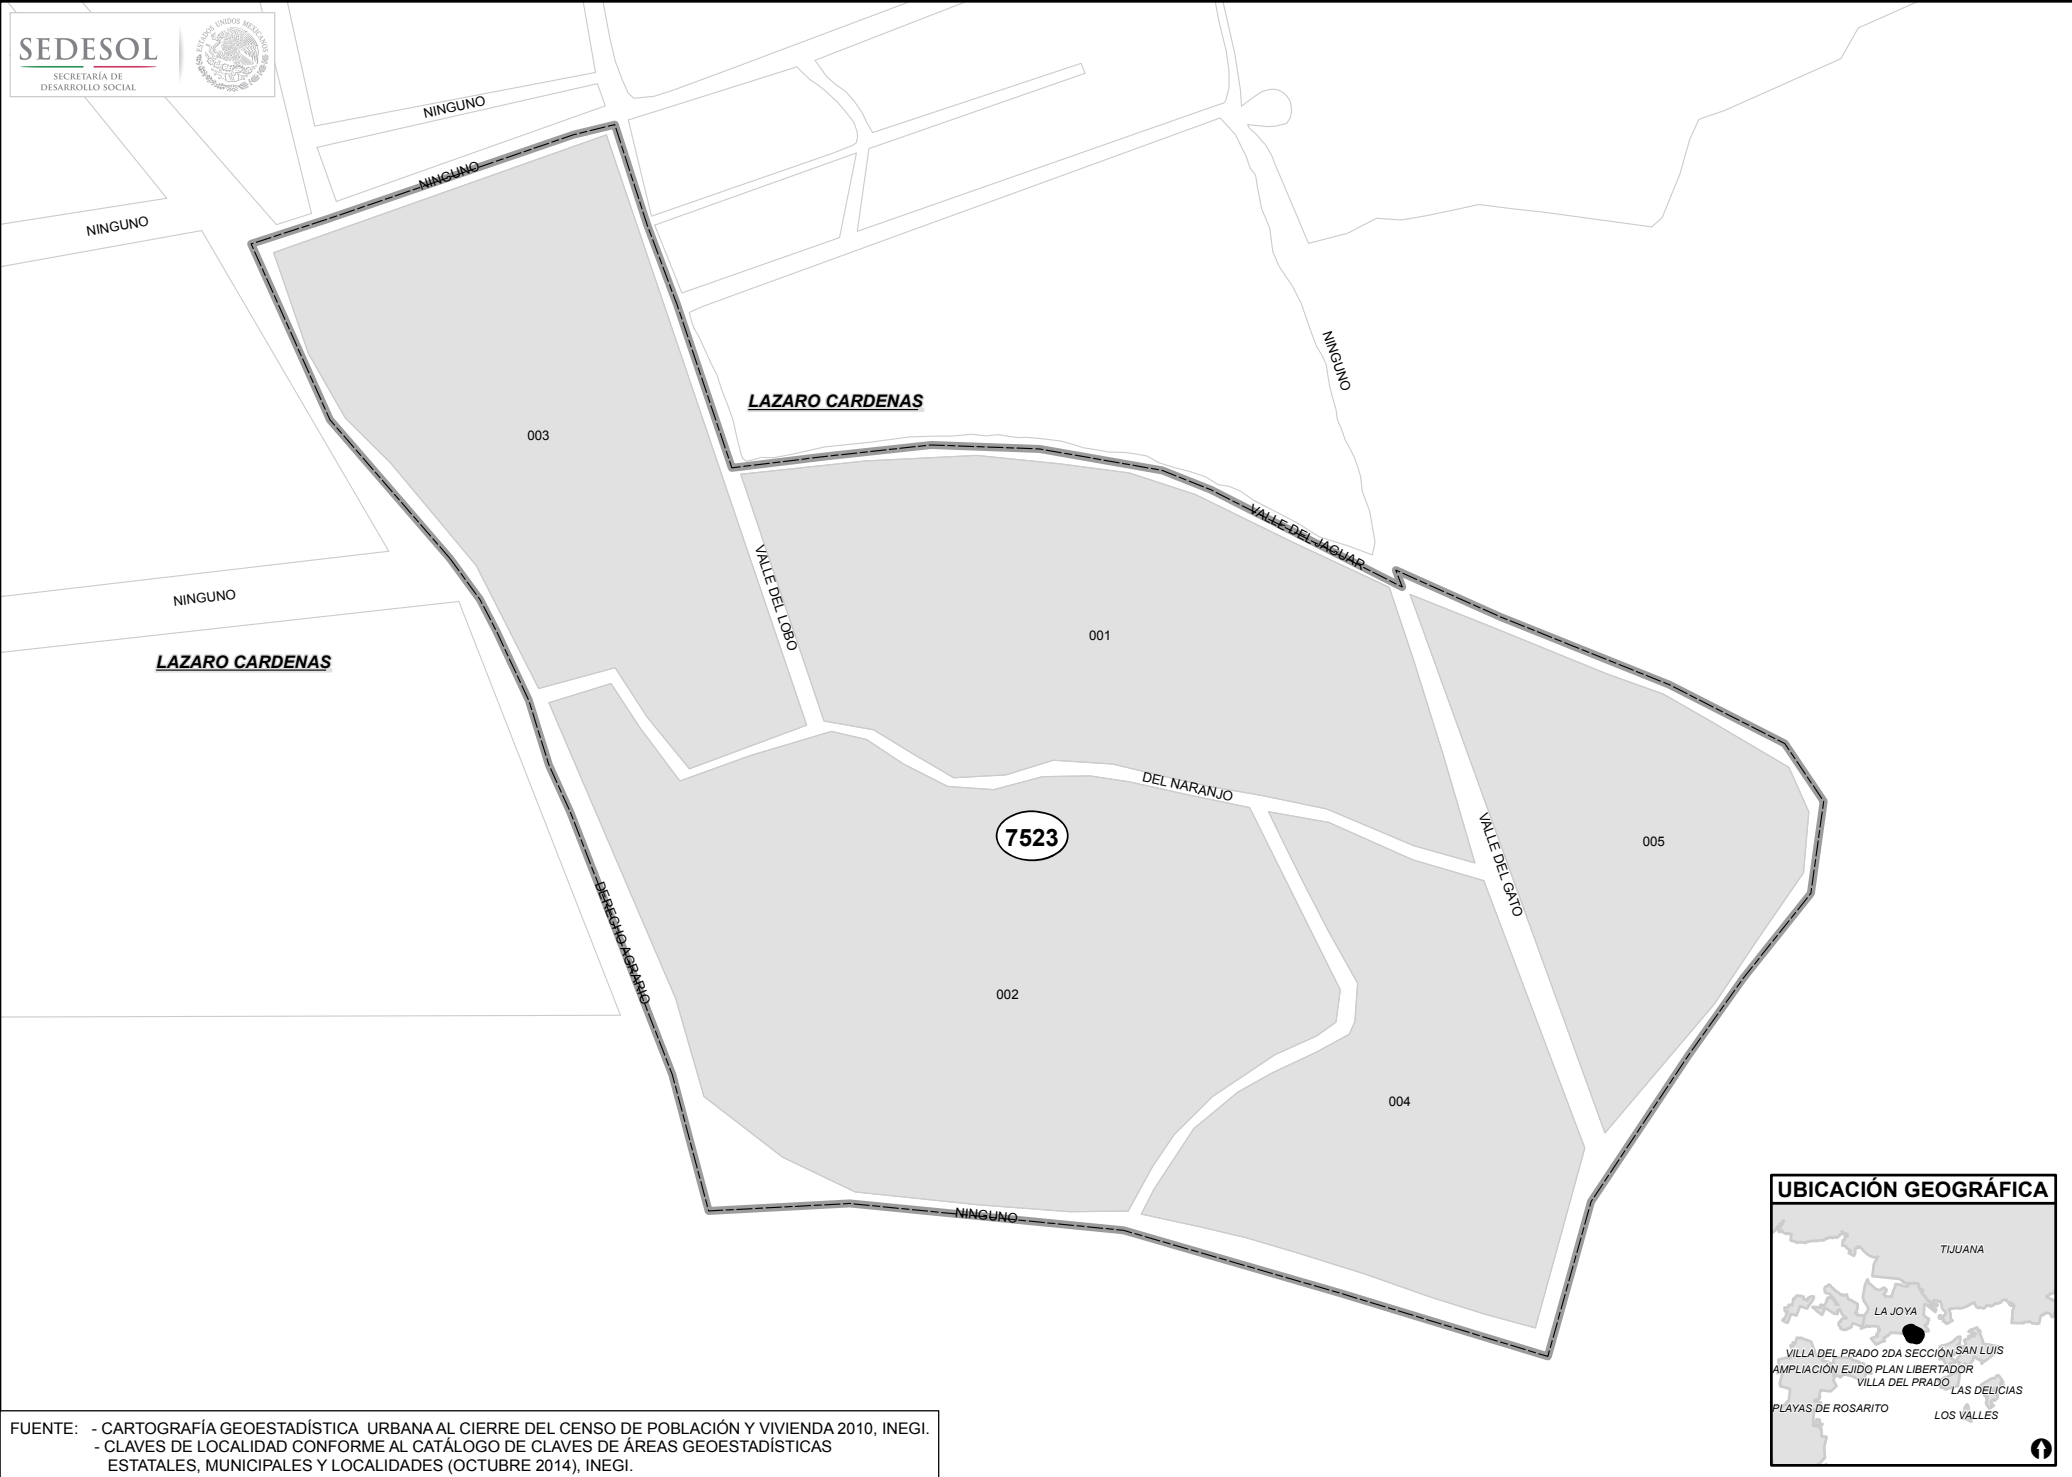 SEDESOL
SECRETARÍA DE
DESARROLLO SOCIAL
ESTADOS UNIDOS MEXICANOS
NINGUNO
NINGUNO
NINGUNO
NINGUNO
LAZARO CARDENAS
003
VALLE DEL JAGUAR
VALLE DEL LOBO
NINGUNO
001
LAZARO CARDENAS
DEL NARANJO
7523
VALLE DEL GATO
005
DERECHO AGRARIO
002
004
NINGUNO
UBICACIÓN GEOGRÁFICA
TIJUANA
LA JOYA
VILLA DEL PRADO 2DA SECCIÓN
SAN LUIS
AMPLIACIÓN EJIDO PLAN LIBERTADOR
VILLA DEL PRADO
LAS DELICIAS
PLAYAS DE ROSARITO
LOS VALLES
FUENTE: - CARTOGRAFÍA GEOESTADÍSTICA URBANA AL CIERRE DEL CENSO DE POBLACIÓN Y VIVIENDA 2010, INEGI.
- CLAVES DE LOCALIDAD CONFORME AL CATÁLOGO DE CLAVES DE ÁREAS GEOESTADÍSTICAS
ESTATALES, MUNICIPALES Y LOCALIDADES (OCTUBRE 2014), INEGI.